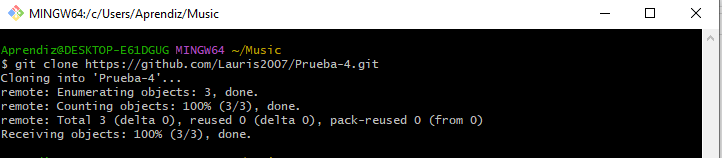 MINGW64:/c/Users/Aprendiz/Music
Aprendiz@DESKTOP-E61DGUG MINGW64 ~/Music
$ git clone https://github.com/Lauris2007/Prueba-4.git
Cloning into 'Prueba-4'...
remote: Enumerating objects: 3, done.
remote: Counting objects: 100% (3/3), done.
remote: Total 3 (delta 0), reused 0 (delta 0), pack-reused 0 (from 0)
Receiving objects: 100% (3/3), done.